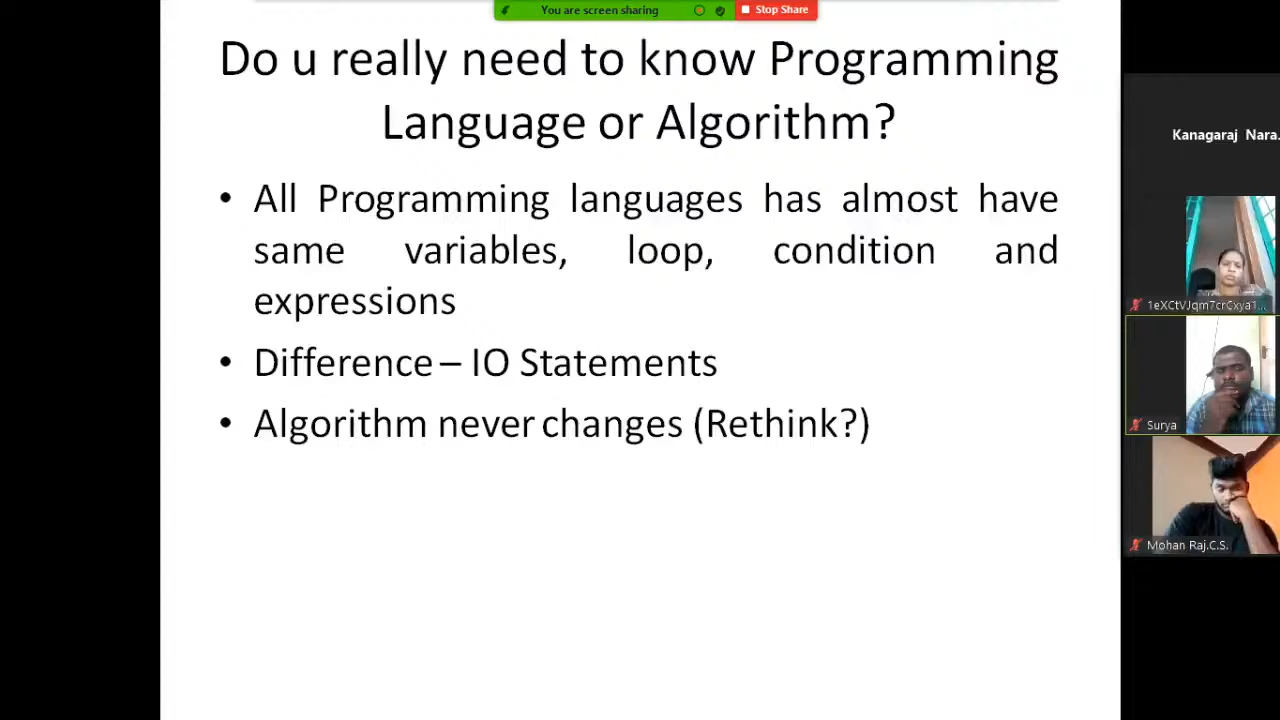 You are screen sharing
Stop Share
Do u really need to know Programming
Language or Algorithm?
• All Programming languages has almost have
same variables, loop, condition and
expressions
• Difference – IO Statements
• Algorithm never changes (Rethink?)
Kanagaraj Nara...
1eXCtVJqm7crCxya1...
Surya
Mohan Raj.C.S.